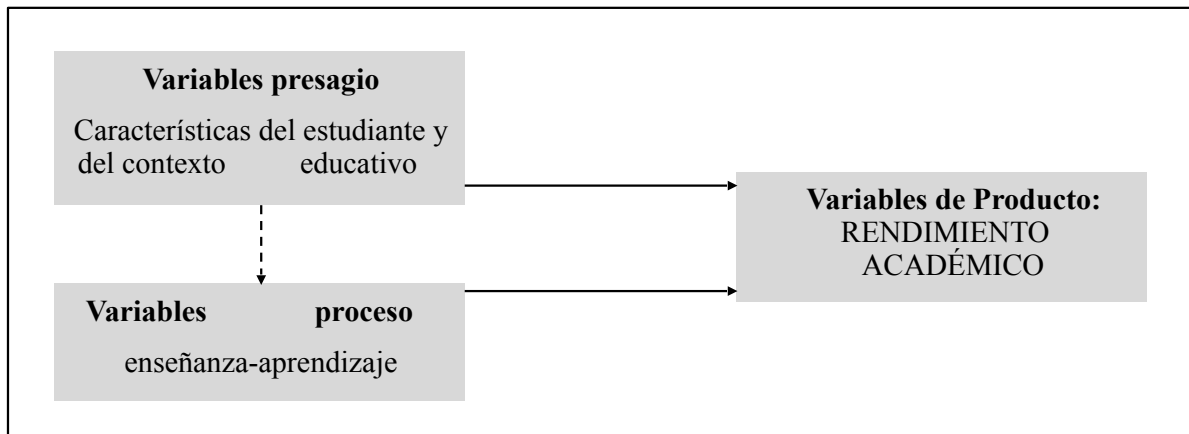 Variables presagio
Características del estudiante y
del contexto educativo
Variables proceso
enseñanza-aprendizaje
Variables de Producto:
RENDIMIENTO
ACADÉMICO